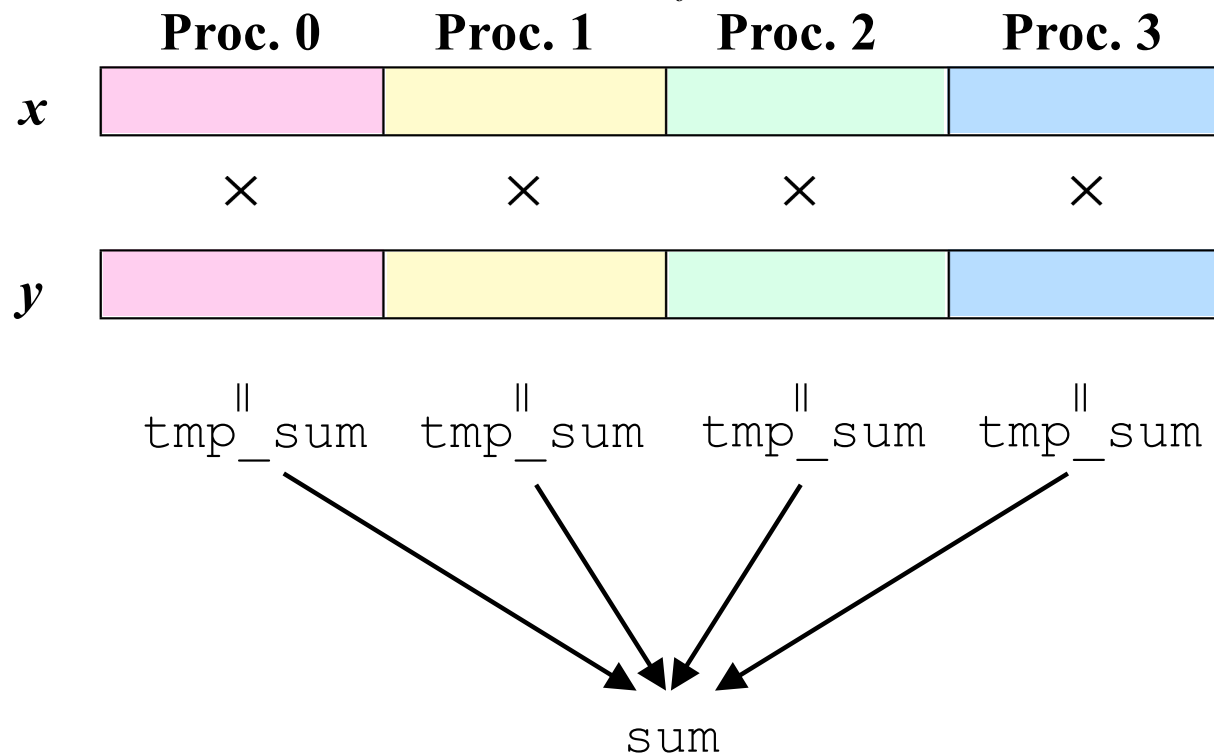 Proc. 0 Proc. 1 Proc. 2 Proc. 3
x
× × × ×
y
= = = =
tmp_sum tmp_sum tmp_sum tmp_sum
sum